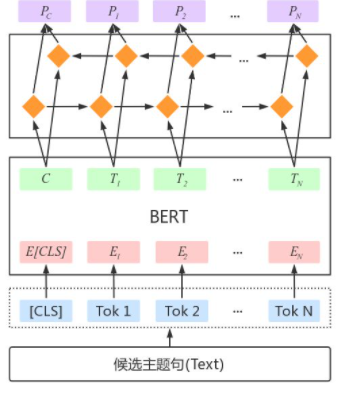 P_C P_1 P_2 ... P_N
...
...
C T_1 T_2 ... T_N
BERT
E[CLS] E_1 E_2 ... E_N
[CLS] Tok 1 Tok 2 ... Tok N
候选主题句(Text)